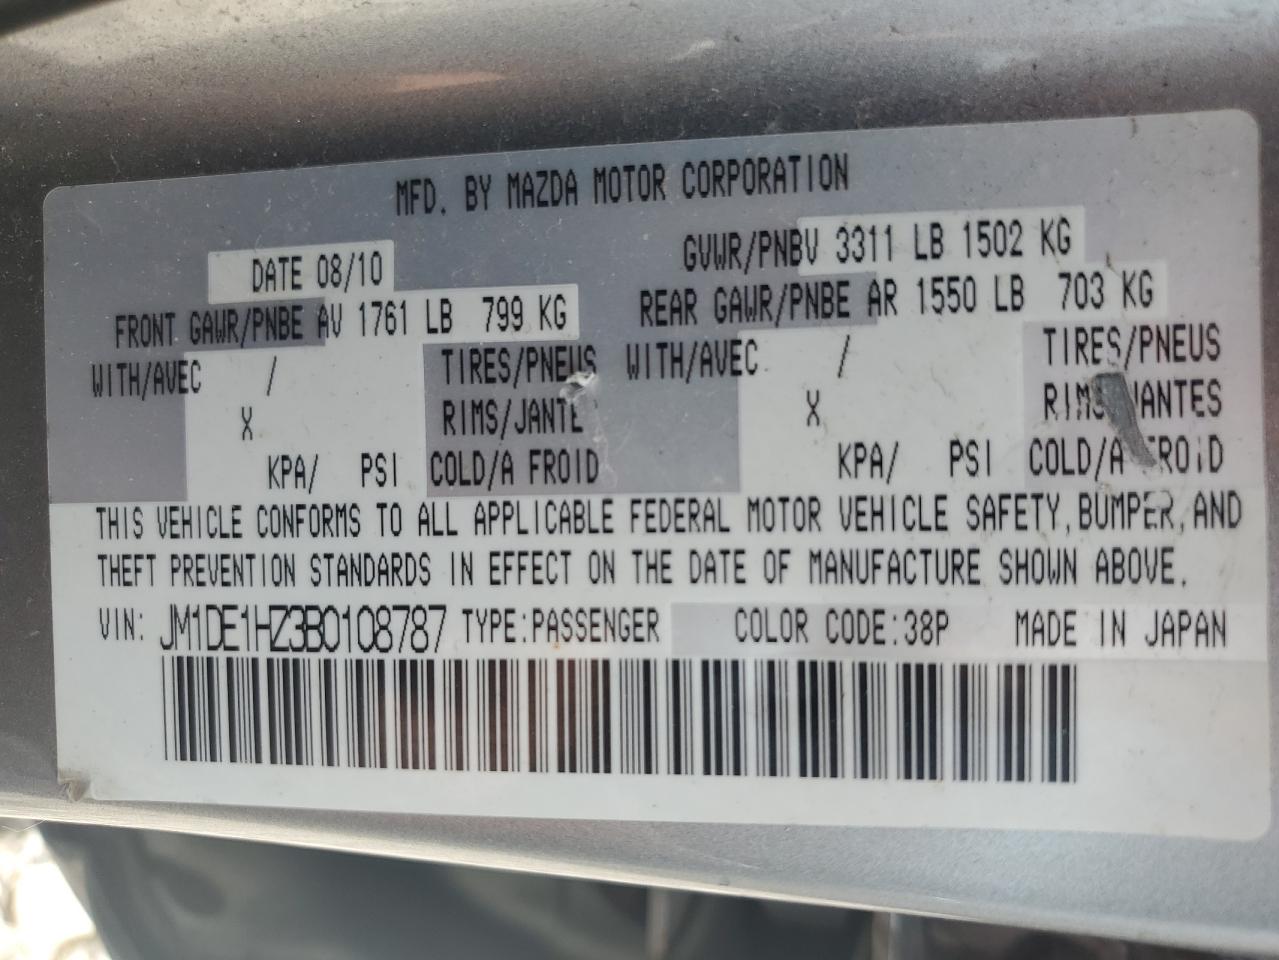 MFD. BY MAZDA MOTOR CORPORATION
DATE 08/10 GVWR/PNBV 3311 LB 1502 KG
FRONT GAWR/PNBE AV 1761 LB 799 KG REAR GAWR/PNBE AR 1550 LB 703 KG
WITH/AVEC / TIRES/PNEUS WITH/AVEC / TIRES/PNEUS
X RIMS/JANTE X RIMS JANTES
KPA/ PSI COLD/A FROID KPA/ PSI COLD/A FROID
THIS VEHICLE CONFORMS TO ALL APPLICABLE FEDERAL MOTOR VEHICLE SAFETY, BUMPER, AND
THEFT PREVENTION STANDARDS IN EFFECT ON THE DATE OF MANUFACTURE SHOWN ABOVE.
VIN: JM1DE1HZ3B0108787 TYPE:PASSENGER COLOR CODE:38P MADE IN JAPAN